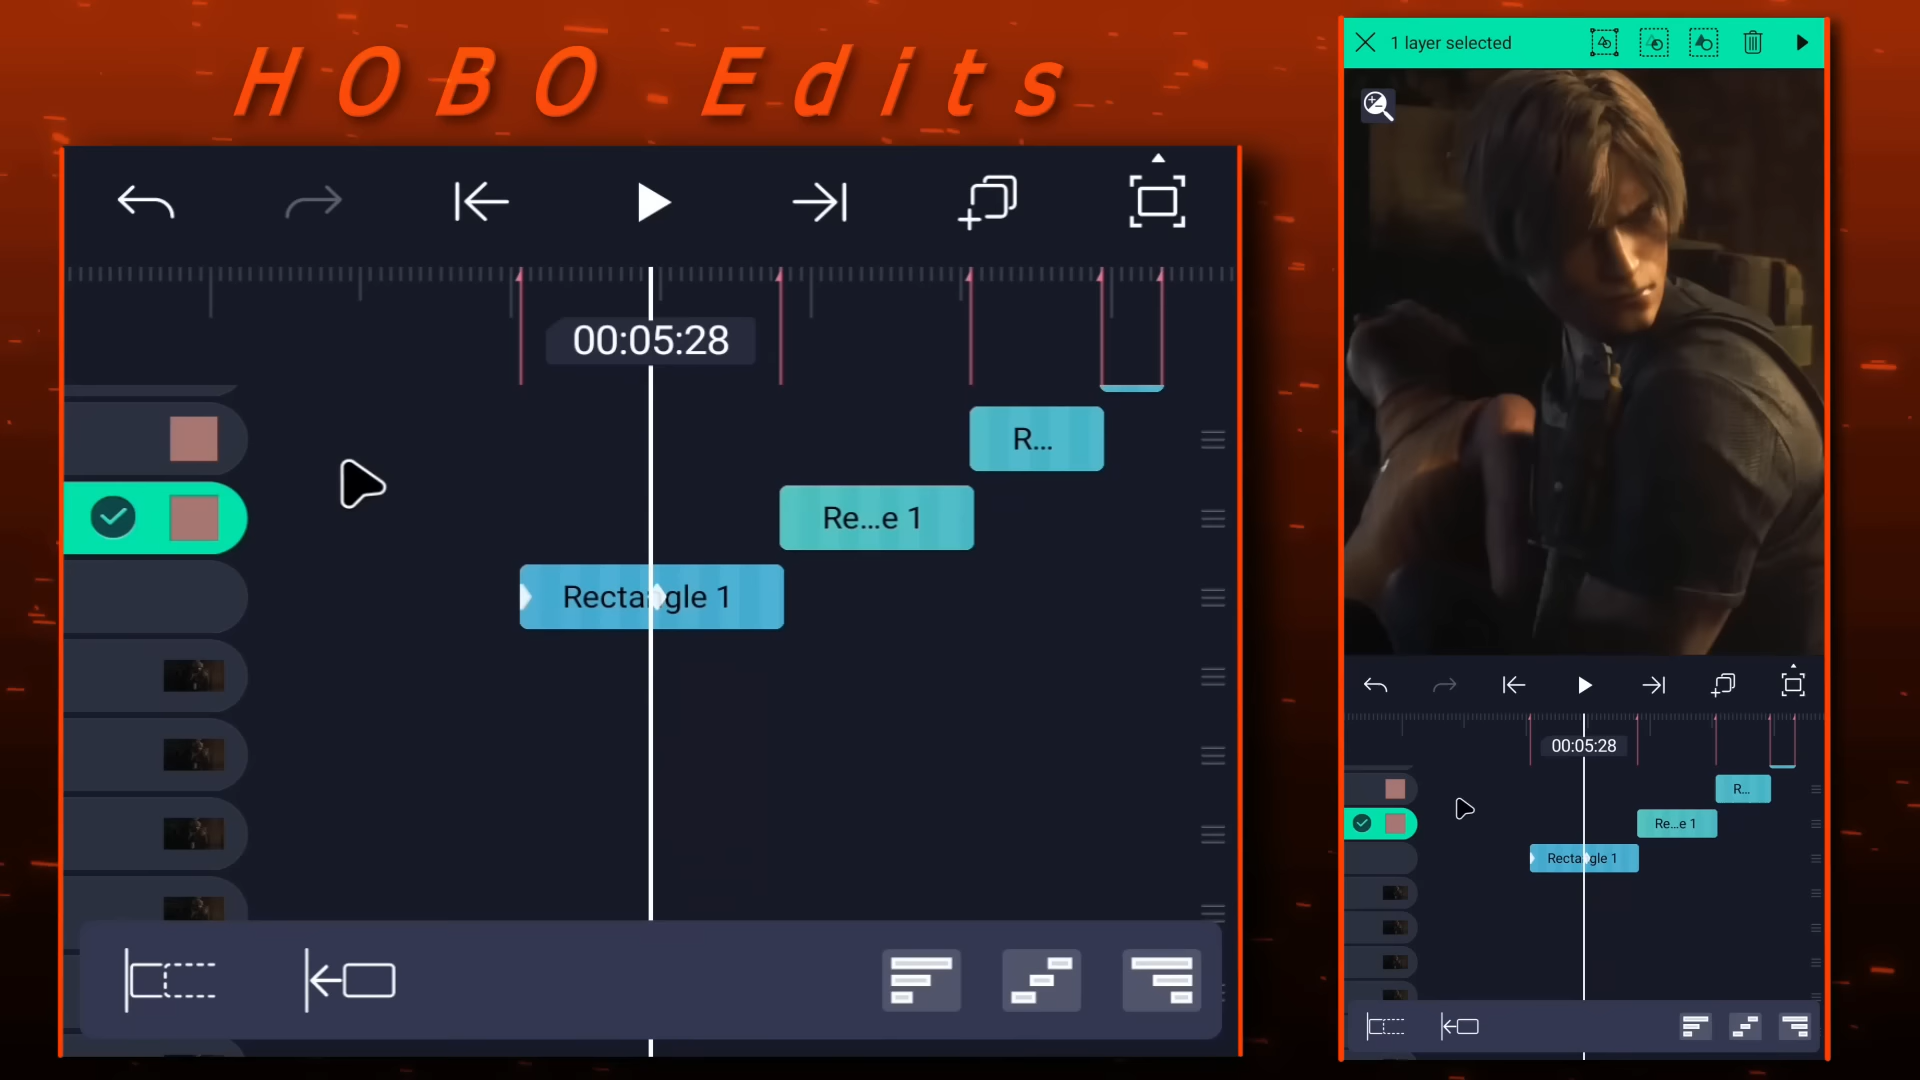 HOBO Edits
00:05:28
R...
Re...e 1
Rectangle 1
1 layer selected
00:05:28
R...
Re...e 1
Rectangle 1